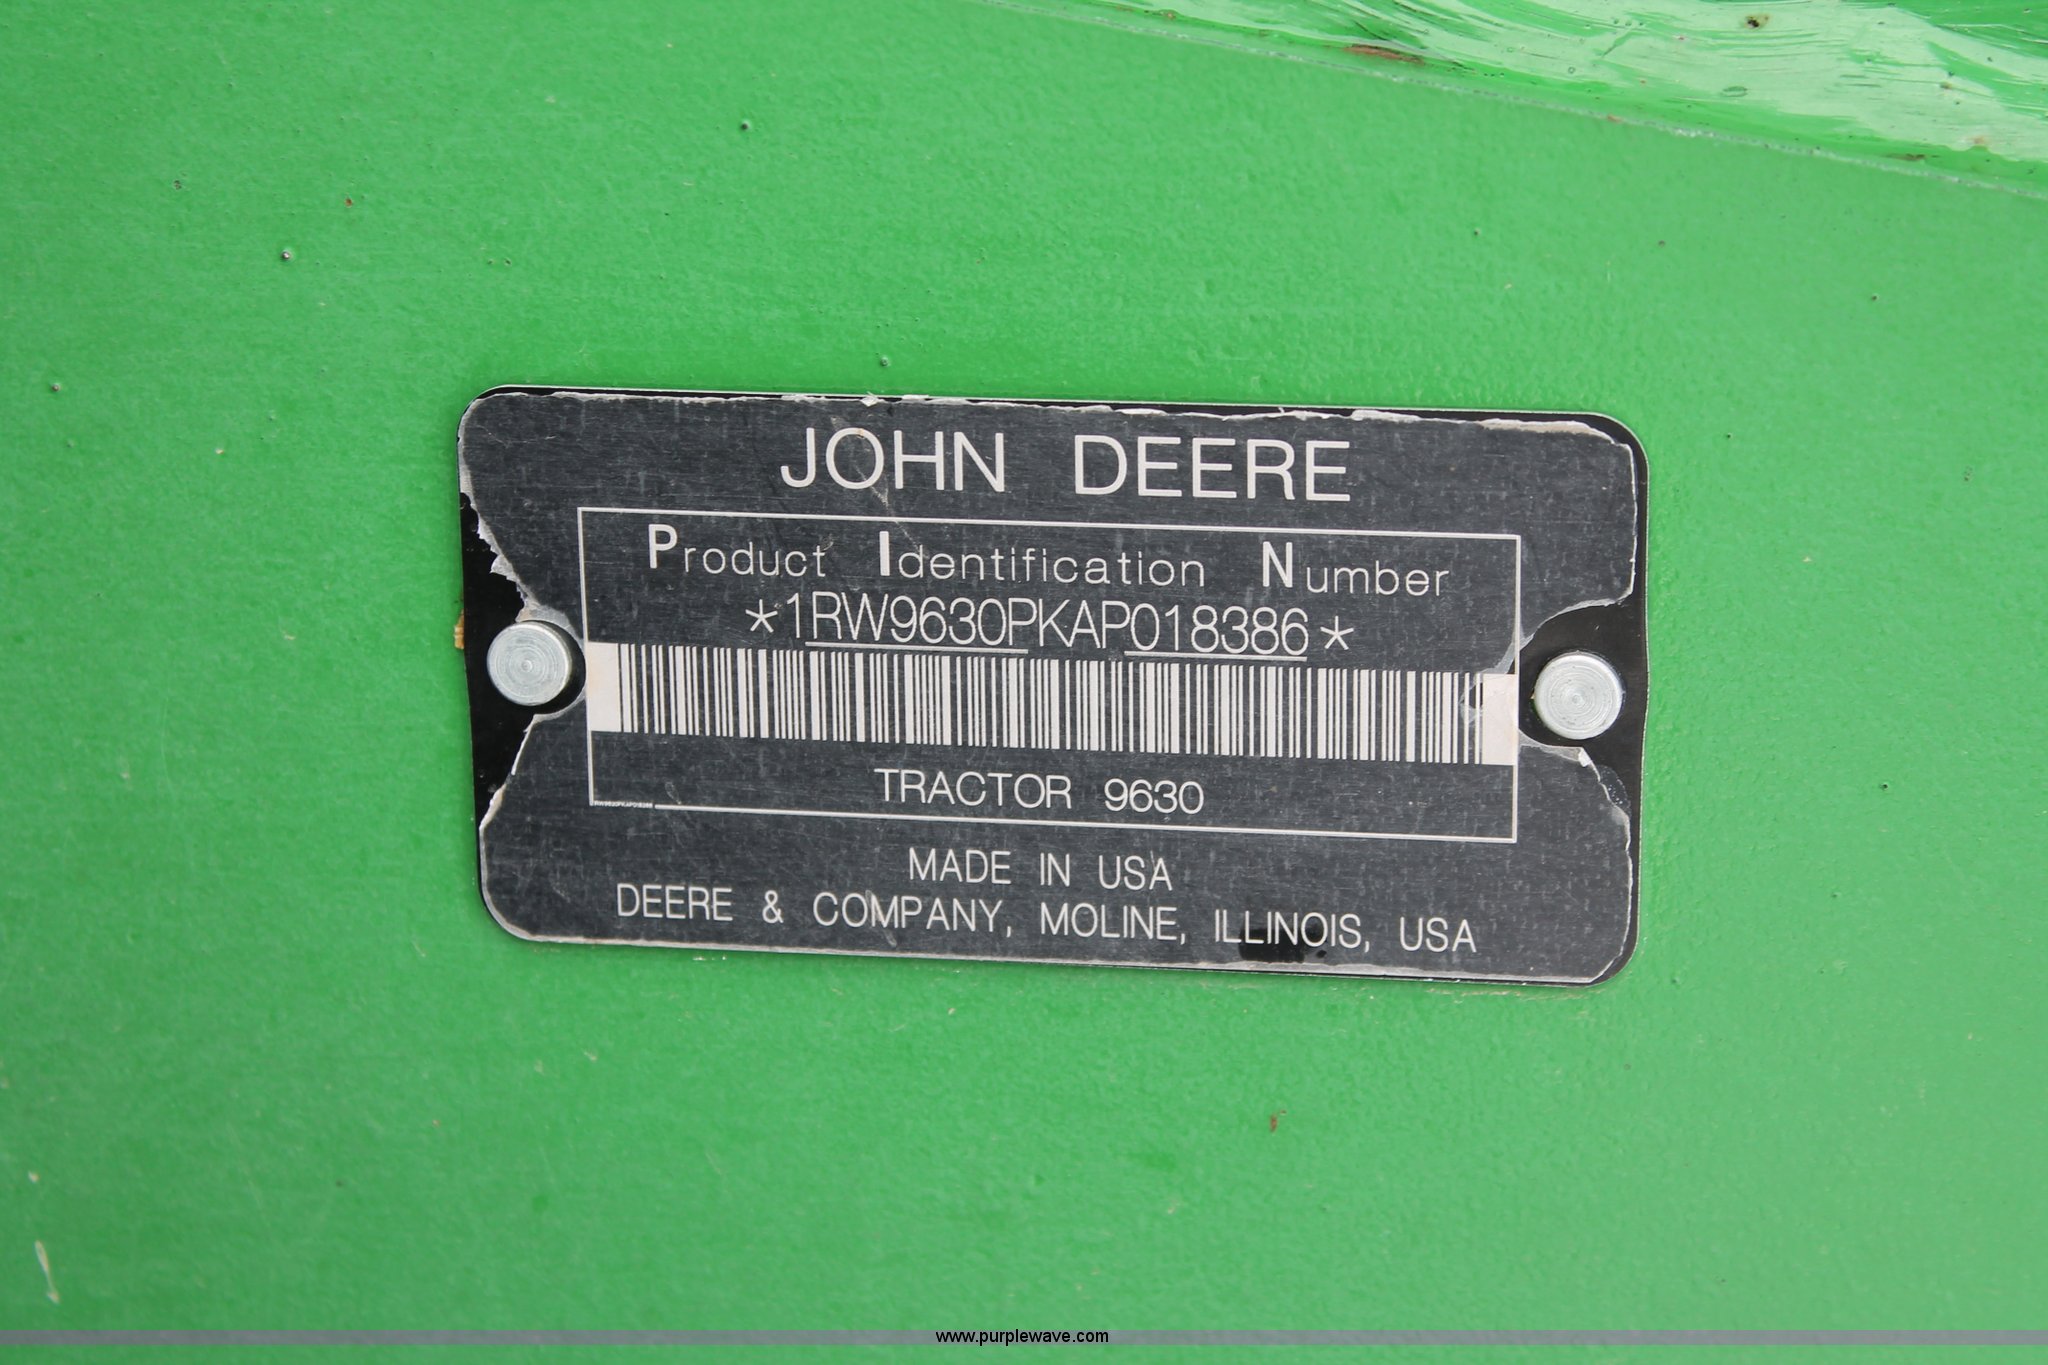 JOHN DEERE
Product Identification Number
*1RW9630PKAP018386*
TRACTOR 9630
RW9630PKAP018386
MADE IN USA
DEERE & COMPANY, MOLINE, ILLINOIS, USA
www.purplewave.com